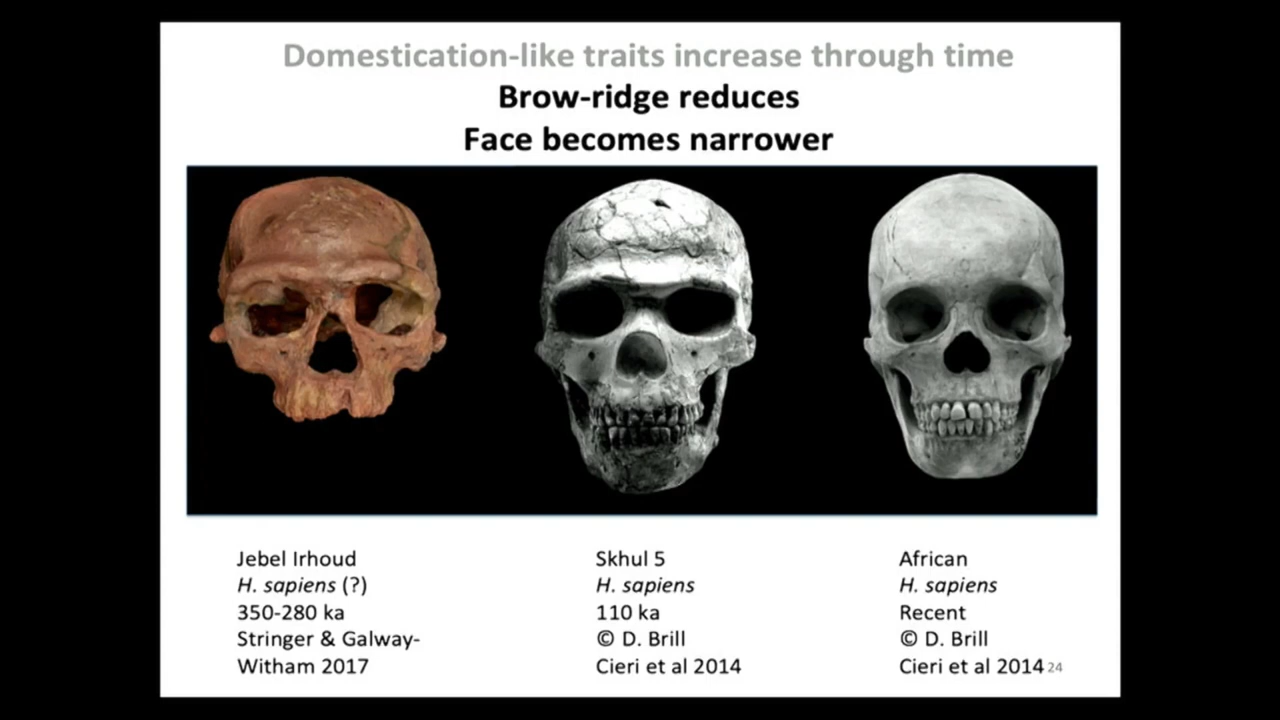 Domestication-like traits increase through time
Brow-ridge reduces
Face becomes narrower
Jebel Irhoud
H. sapiens (?)
350-280 ka
Stringer & Galway-
Witham 2017
Skhul 5
H. sapiens
110 ka
© D. Brill
Cieri et al 2014
African
H. sapiens
Recent
© D. Brill
Cieri et al 2014
24